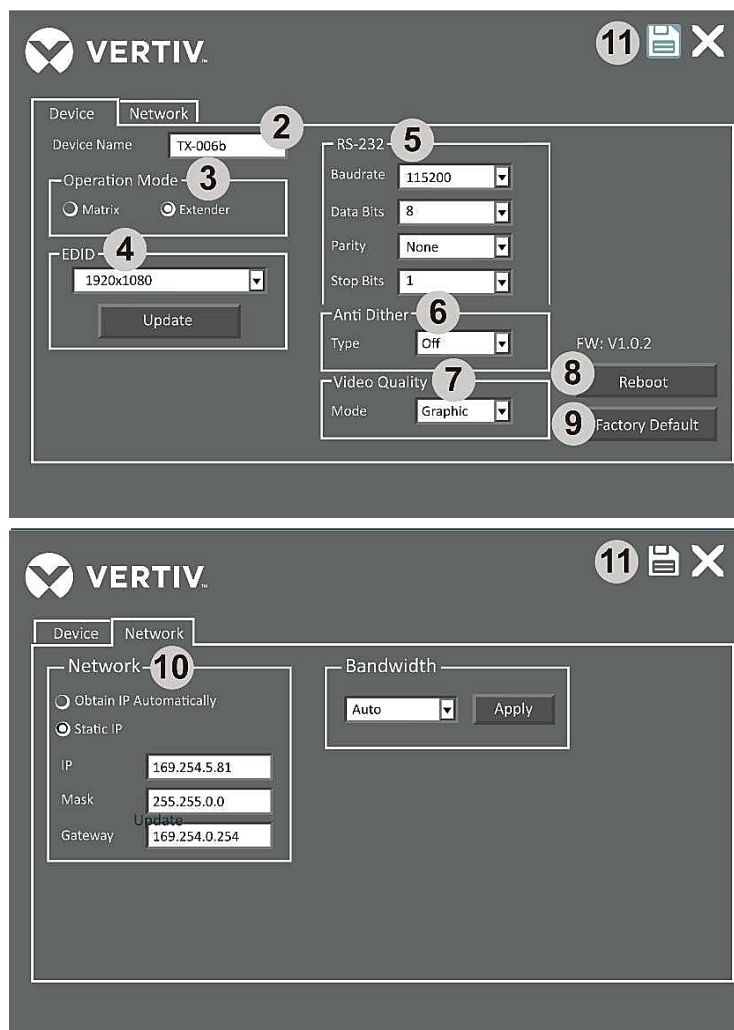 VERTIV.
11
Device
Network
2
Device Name
TX-006b
Operation Mode
3
Matrix
Extender
EDID
4
1920x1080
Update
RS-232
5
Baudrate
115200
Data Bits
8
Parity
None
Stop Bits
1
Anti Dither
6
Type
Off
Video Quality
7
Mode
Graphic
FW: V1.0.2
8
Reboot
9
Factory Default
VERTIV.
11
Device
Network
Network
10
Obtain IP Automatically
Static IP
IP
169.254.5.81
Mask
255.255.0.0
Update
Gateway
169.254.0.254
Bandwidth
Auto
Apply